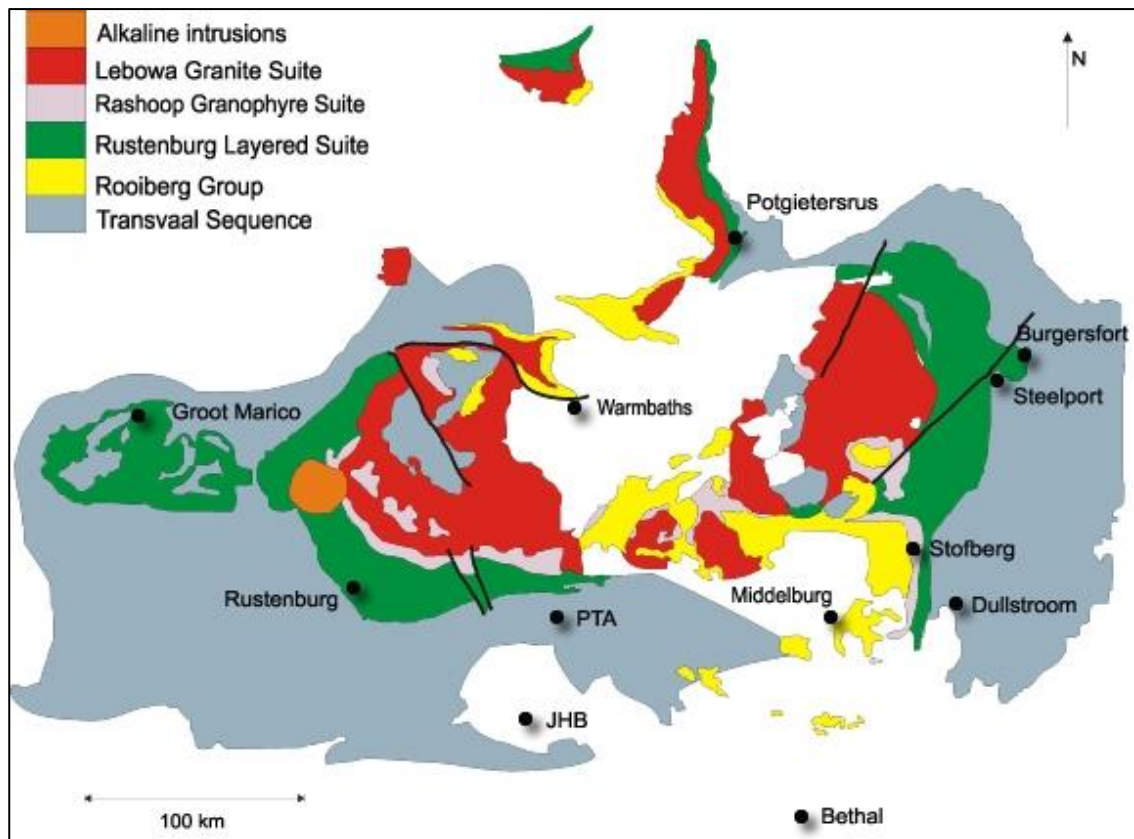 Alkaline intrusions
Lebowa Granite Suite
Rashoop Granophyre Suite
Rustenburg Layered Suite
Rooiberg Group
Transvaal Sequence
N
Potgietersrus
Burgersfort
Steelport
Groot Marico
Warmbaths
Stofberg
Rustenburg
Middelburg
Dullstroom
PTA
JHB
100 km
Bethal